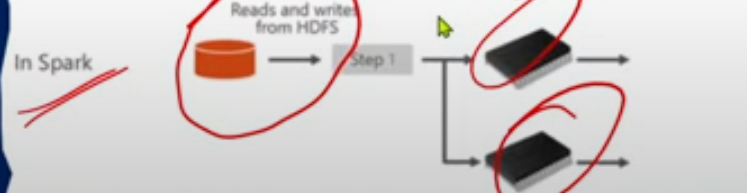 Reads and writes
from HDFS
In Spark
Step 1